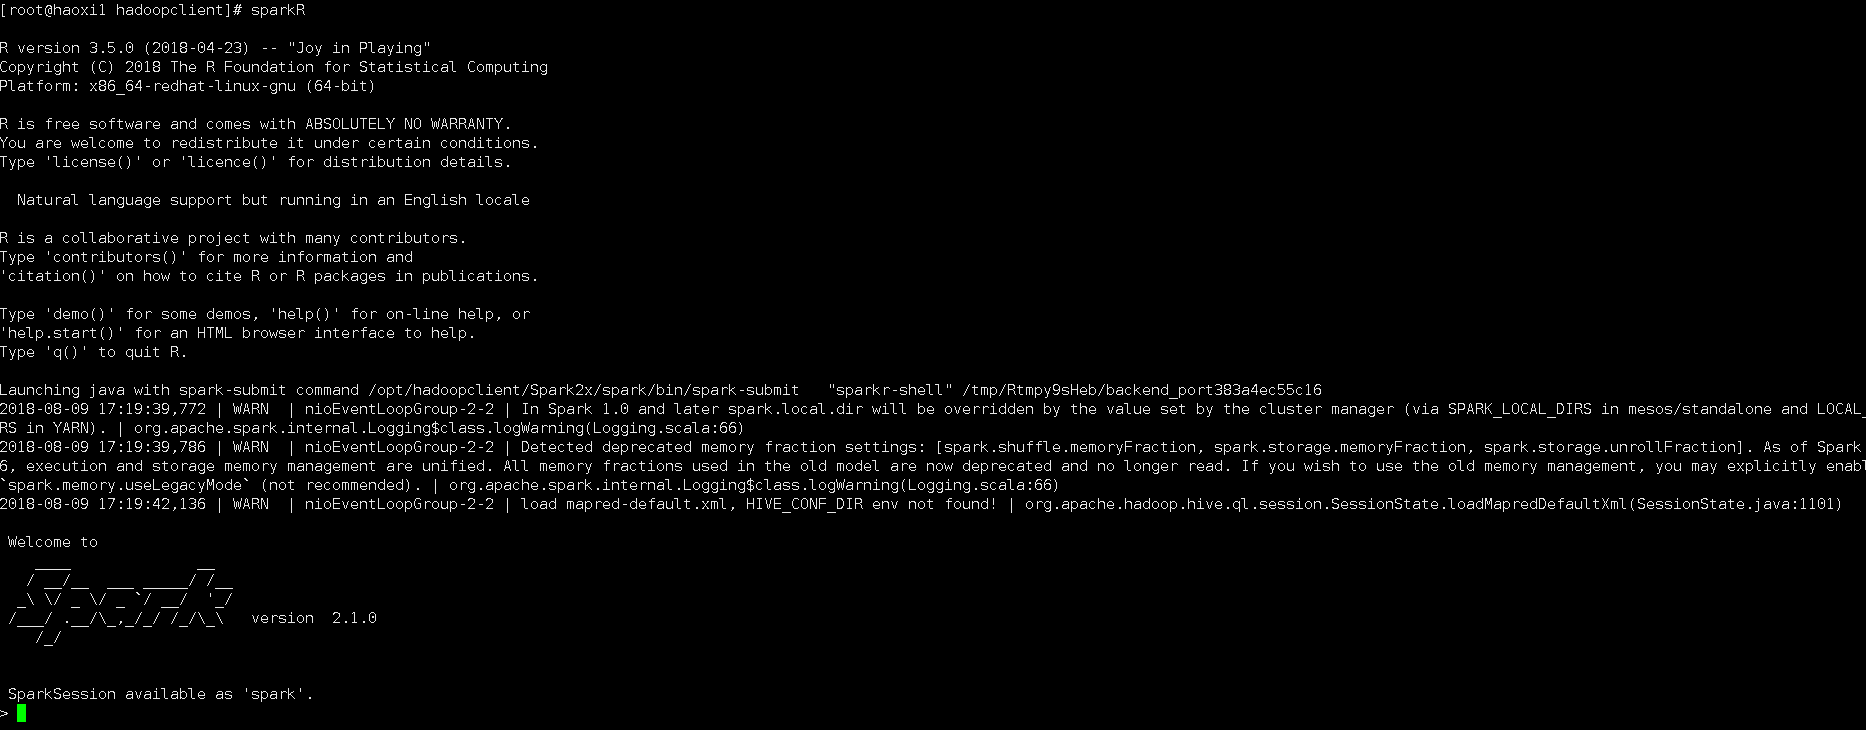 [root@haoxi1 hadoopclient]# sparkR
R version 3.5.0 (2018-04-23) -- "Joy in Playing"
Copyright (C) 2018 The R Foundation for Statistical Computing
Platform: x86_64-redhat-linux-gnu (64-bit)
R is free software and comes with ABSOLUTELY NO WARRANTY.
You are welcome to redistribute it under certain conditions.
Type 'license()' or 'licence()' for distribution details.
  Natural language support but running in an English locale
R is a collaborative project with many contributors.
Type 'contributors()' for more information and
'citation()' on how to cite R or R packages in publications.
Type 'demo()' for some demos, 'help()' for on-line help, or
'help.start()' for an HTML browser interface to help.
Type 'q()' to quit R.
Launching java with spark-submit command /opt/hadoopclient/Spark2x/spark/bin/spark-submit   "sparkr-shell" /tmp/Rtmpy9sHeb/backend_port383a4ec55c16
2018-08-09 17:19:39,772 | WARN  | nioEventLoopGroup-2-2 | In Spark 1.0 and later spark.local.dir will be overridden by the value set by the cluster manager (via SPARK_LOCAL_DIRS in mesos/standalone and LOCAL_
RS in YARN). | org.apache.spark.internal.Logging$class.logWarning(Logging.scala:66)
2018-08-09 17:19:39,786 | WARN  | nioEventLoopGroup-2-2 | Detected deprecated memory fraction settings: [spark.shuffle.memoryFraction, spark.storage.memoryFraction, spark.storage.unrollFraction]. As of Spark
6, execution and storage memory management are unified. All memory fractions used in the old model are now deprecated and no longer read. If you wish to use the old memory management, you may explicitly enabl
`spark.memory.useLegacyMode` (not recommended). | org.apache.spark.internal.Logging$class.logWarning(Logging.scala:66)
2018-08-09 17:19:42,136 | WARN  | nioEventLoopGroup-2-2 | load mapred-default.xml, HIVE_CONF_DIR env not found! | org.apache.hadoop.hive.ql.session.SessionState.loadMapredDefaultXml(SessionState.java:1101)
 Welcome to
    ____              __
   / __/__  ___ _____/ /__
  _\ \/ _ \/ _ `/ __/  '_/
 /___/ .__/\_,_/_/ /_/\_\   version  2.1.0
    /_/
 SparkSession available as 'spark'.
>